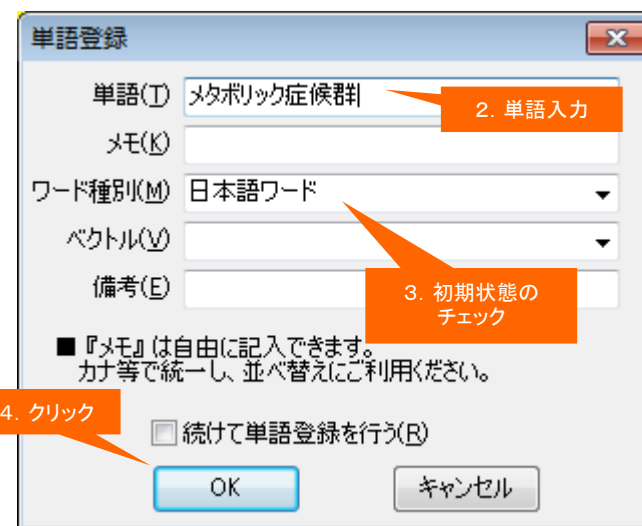 単語登録
単語(T) メタボリック症候群
2. 単語入力
メモ(K)
ワード種別(M) 日本語ワード
ベクトル(V)
備考(E)
3. 初期状態の
チェック
■『メモ』は自由に記入できます。
カナ等で統一し、並べ替えにご利用ください。
4. クリック
続けて単語登録を行う(R)
OK キャンセル